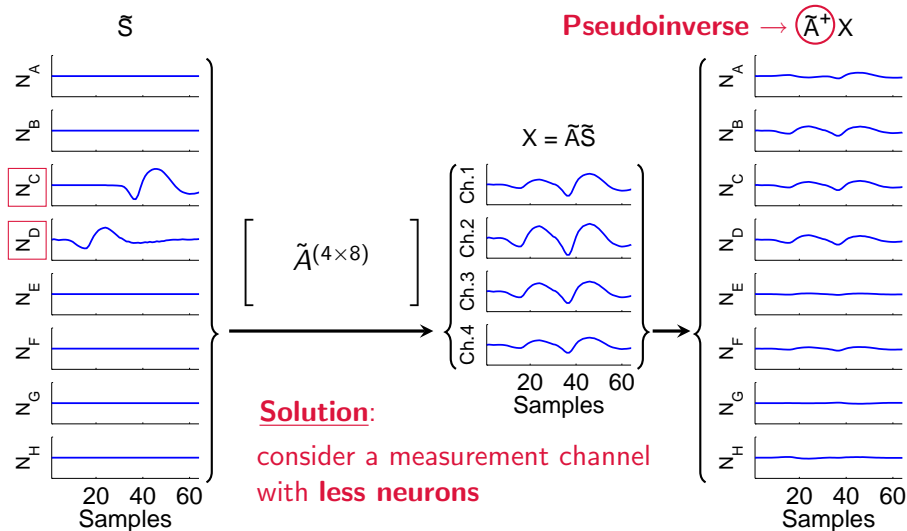 S̃
N_A
N_B
N_C
N_D
N_E
N_F
N_G
N_H
20 40 60
Samples
Ã^(4×8)
X = ÃS̃
Ch.1
Ch.2
Ch.3
Ch.4
20 40 60
Samples
Solution:
consider a measurement channel
with less neurons
Pseudoinverse → Ã⁺X
N_A
N_B
N_C
N_D
N_E
N_F
N_G
N_H
20 40 60
Samples